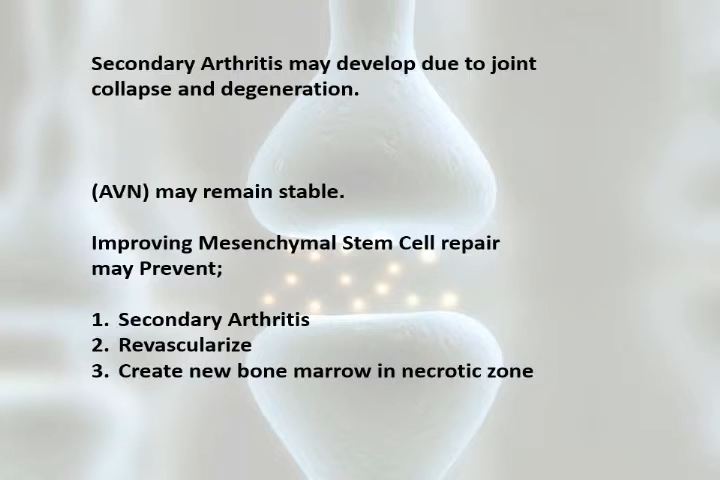 Secondary Arthritis may develop due to joint
collapse and degeneration.
(AVN) may remain stable.
Improving Mesenchymal Stem Cell repair
may Prevent;
1. Secondary Arthritis
2. Revascularize
3. Create new bone marrow in necrotic zone